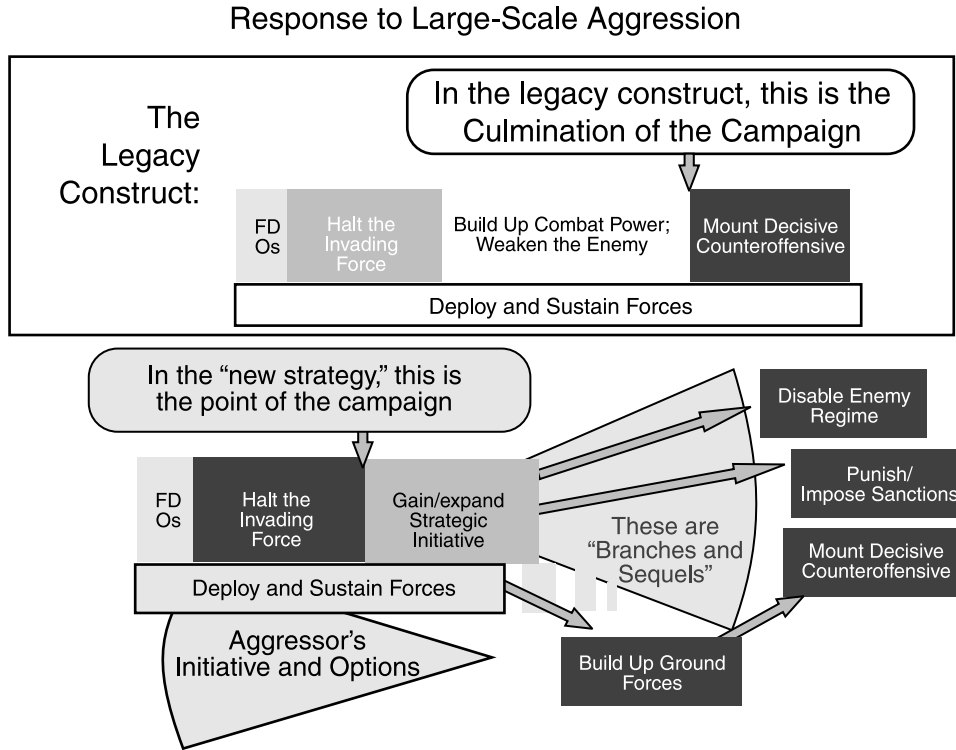 Response to Large-Scale Aggression
The
Legacy
Construct:
In the legacy construct, this is the
Culmination of the Campaign
FD
Os
Halt the
Invading
Force
Build Up Combat Power;
Weaken the Enemy
Mount Decisive
Counteroffensive
Deploy and Sustain Forces
In the “new strategy,” this is
the point of the campaign
FD
Os
Halt the
Invading
Force
Gain/expand
Strategic
Initiative
Deploy and Sustain Forces
These are
“Branches and
Sequels”
Disable Enemy
Regime
Punish/
Impose Sanctions
Mount Decisive
Counteroffensive
Aggressor’s
Initiative and Options
Build Up Ground
Forces